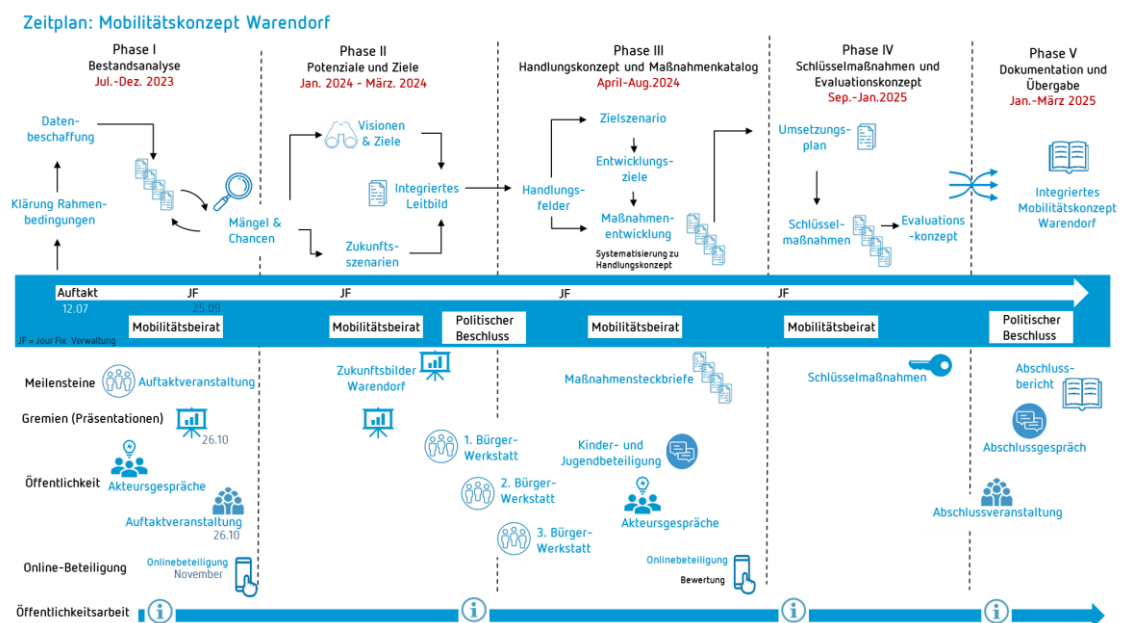 Zeitplan: Mobilitätskonzept Warendorf
Phase I
Bestandsanalyse
Jul.-Dez. 2023
Phase II
Potenziale und Ziele
Jan. 2024 - März. 2024
Phase III
Handlungskonzept und Maßnahmenkatalog
April-Aug.2024
Phase IV
Schlüsselmaßnahmen und
Evaluationskonzept
Sep.-Jan.2025
Phase V
Dokumentation und
Übergabe
Jan.-März 2025
Daten-
beschaffung
Klärung Rahmen-
bedingungen
Mängel &
Chancen
Visionen
& Ziele
Integriertes
Leitbild
Zukunfts-
szenarien
Handlungs-
felder
Zielszenario
Entwicklungs-
ziele
Maßnahmen-
entwicklung
Systematisierung zu
Handlungskonzept
Umsetzungs-
plan
Schlüssel-
maßnahmen
Evaluations
-konzept
Integriertes
Mobilitätskonzept
Warendorf
Auftakt
12.07
JF
25.09
JF
JF
JF
Mobilitätsbeirat
Mobilitätsbeirat
Politischer
Beschluss
Mobilitätsbeirat
Mobilitätsbeirat
Politischer
Beschluss
JF = Jour Fix Verwaltung
Meilensteine
Auftaktveranstaltung
Zukunftsbilder
Warendorf
Maßnahmensteckbriefe
Schlüsselmaßnahmen
Abschluss-
bericht
Gremien (Präsentationen)
26.10
Abschlussgespräch
Öffentlichkeit
Akteursgespräche
Auftaktveranstaltung
26.10
1. Bürger-
Werkstatt
2. Bürger-
Werkstatt
3. Bürger-
Werkstatt
Kinder- und
Jugendbeteiligung
Akteursgespräche
Abschlussveranstaltung
Online-Beteiligung
Onlinebeteiligung
November
Onlinebeteiligung
Bewertung
Öffentlichkeitsarbeit
i
i
i
i